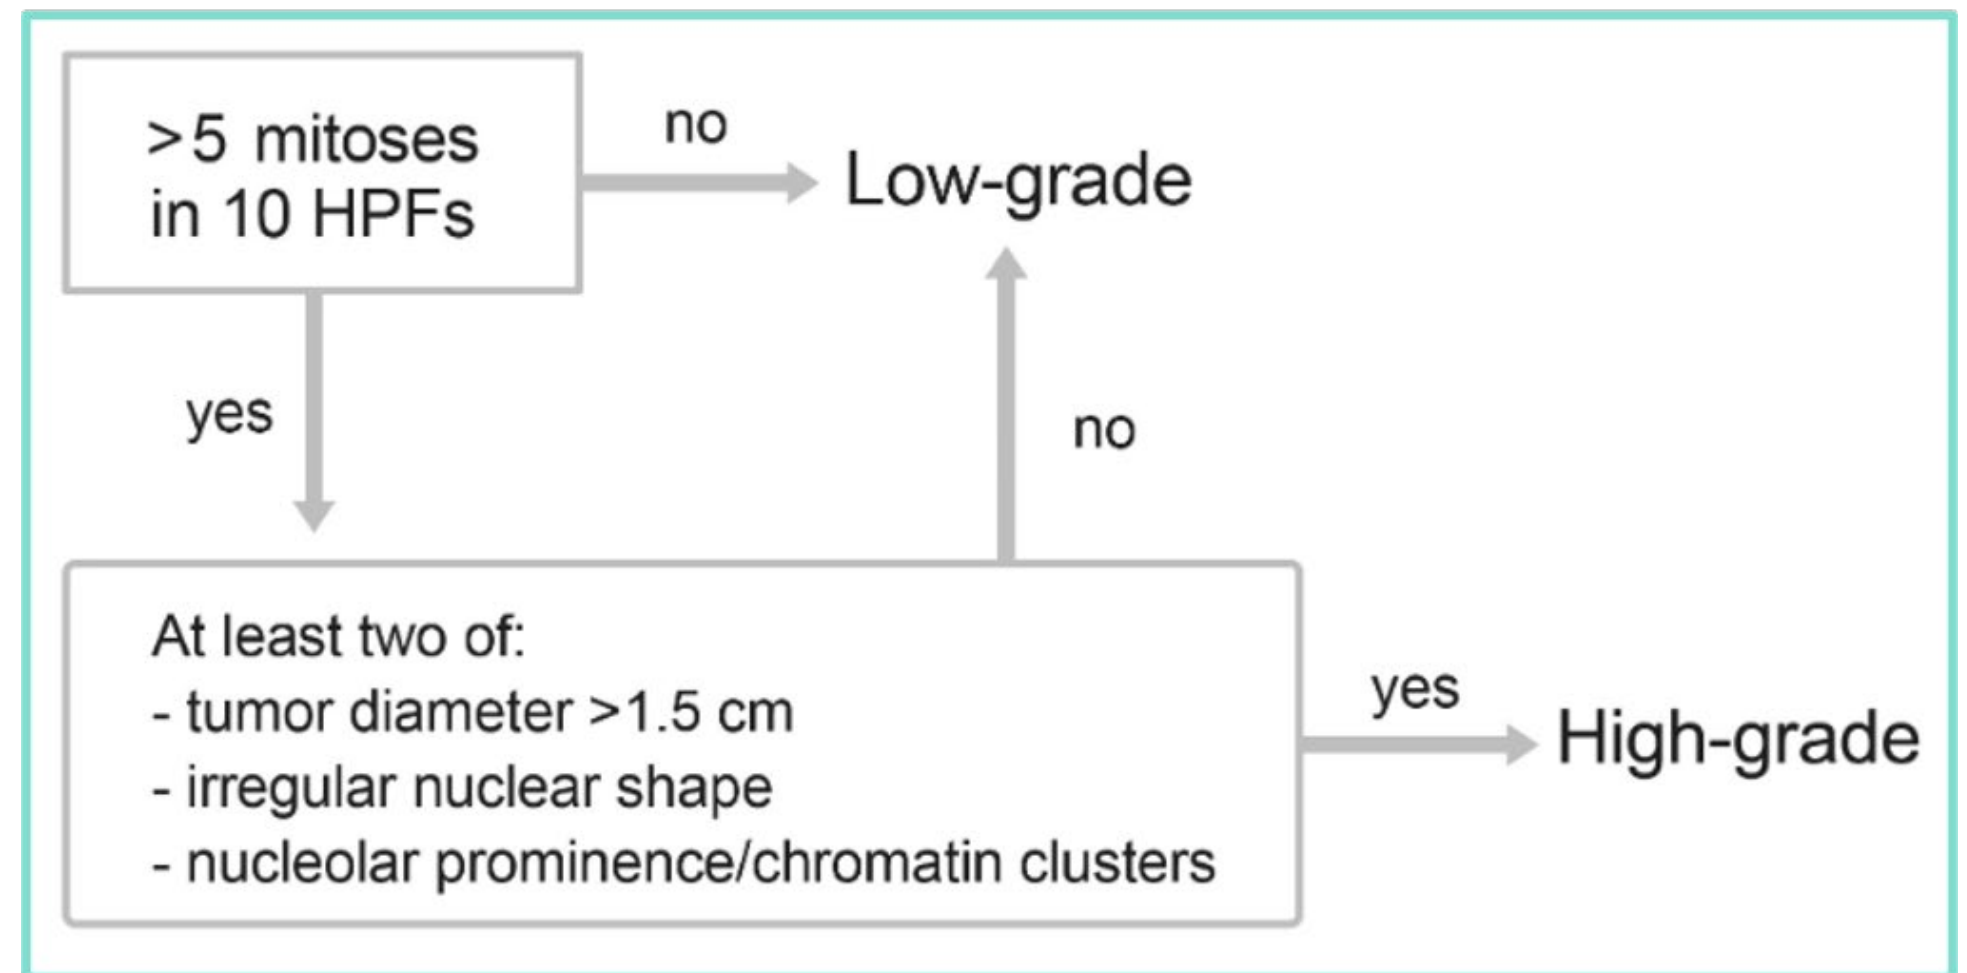 >5 mitoses
in 10 HPFs
no
Low-grade
yes
no
At least two of:
- tumor diameter >1.5 cm
- irregular nuclear shape
- nucleolar prominence/chromatin clusters
yes
High-grade